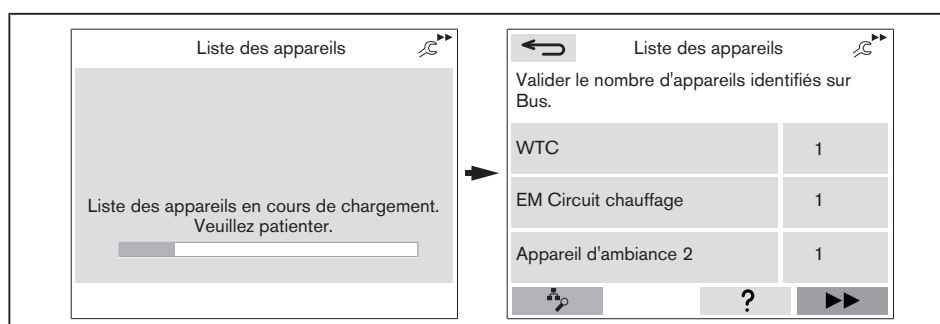 Liste des appareils
Liste des appareils en cours de chargement.
Veuillez patienter.
Liste des appareils
Valider le nombre d'appareils identifiés sur
Bus.
WTC 1
EM Circuit chauffage 1
Appareil d'ambiance 2 1
?